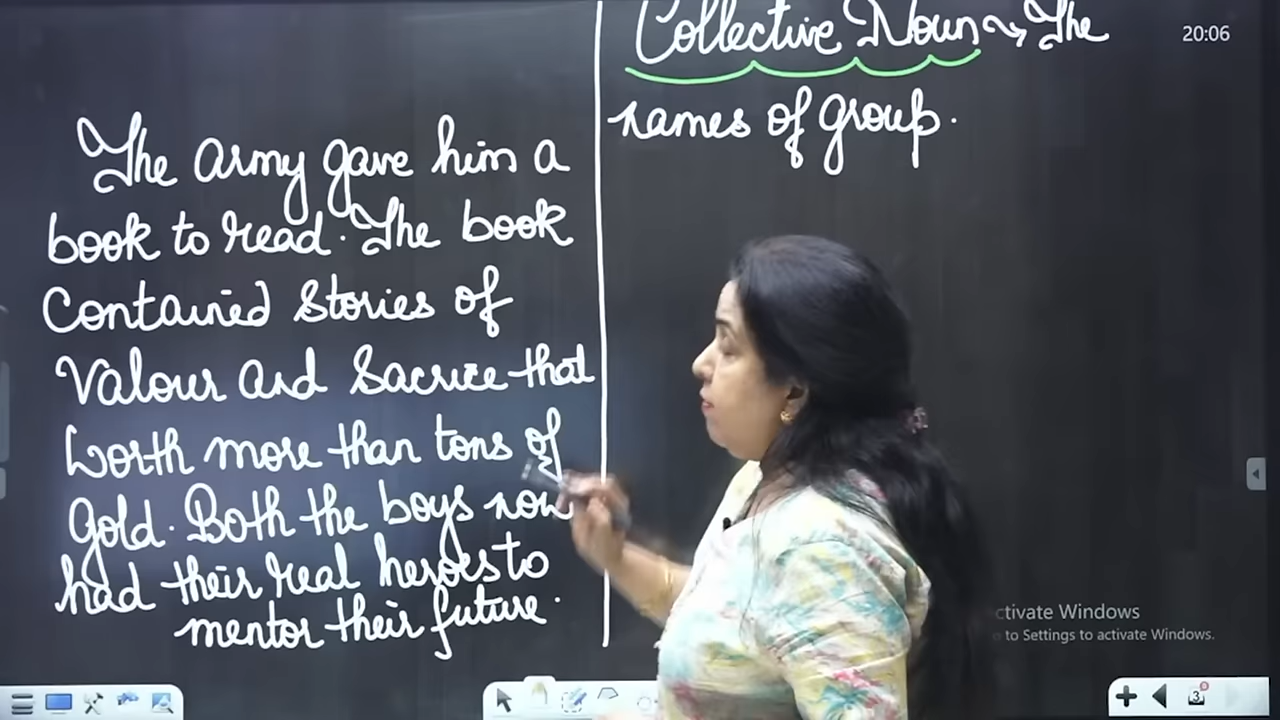 The army gave him a
book to read. The book
Contained Stories of
Valour and Sacrice that
worth more than tons of
Gold. Both the boys now
had their real heroes to
mentor their future.
Collective Noun → The
names of group.
20:06
ctivate Windows
to Settings to activate Windows.
3